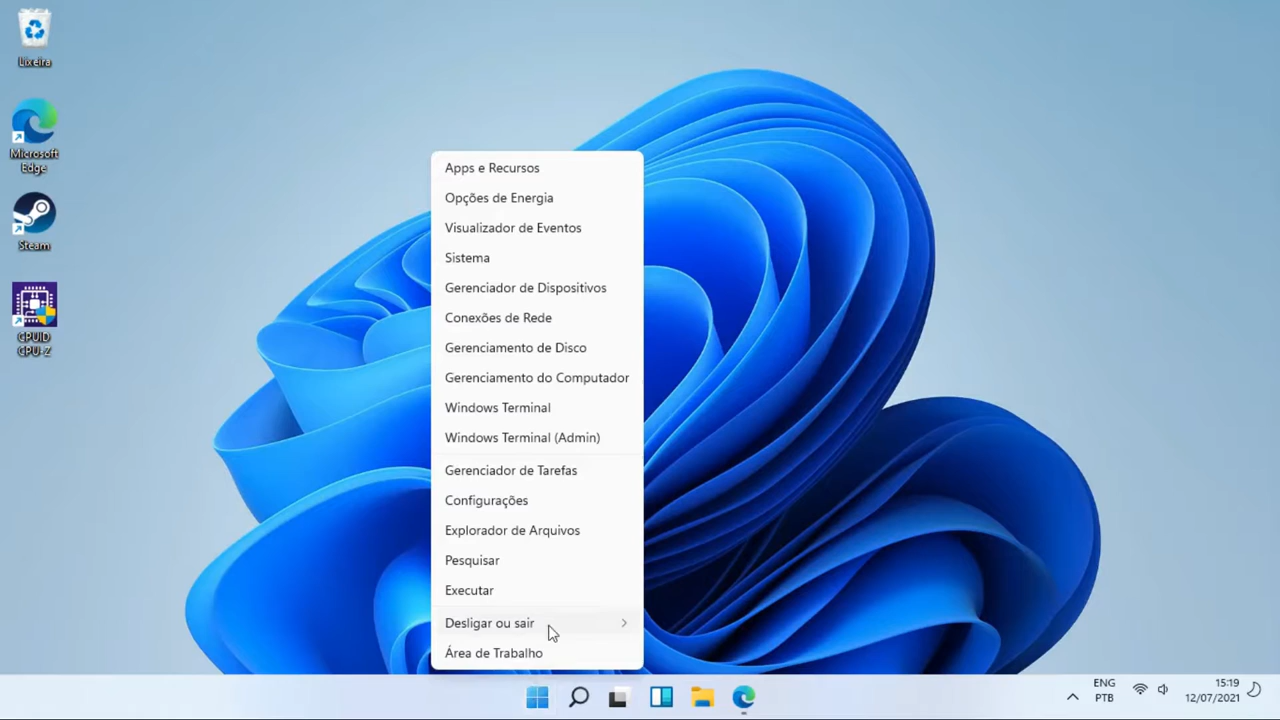 Lixeira
Microsoft
Edge
Steam
CPUID
CPU-Z
Apps e Recursos
Opções de Energia
Visualizador de Eventos
Sistema
Gerenciador de Dispositivos
Conexões de Rede
Gerenciamento de Disco
Gerenciamento do Computador
Windows Terminal
Windows Terminal (Admin)
Gerenciador de Tarefas
Configurações
Explorador de Arquivos
Pesquisar
Executar
Desligar ou sair
Área de Trabalho
ENG
PTB
15:19
12/07/2021